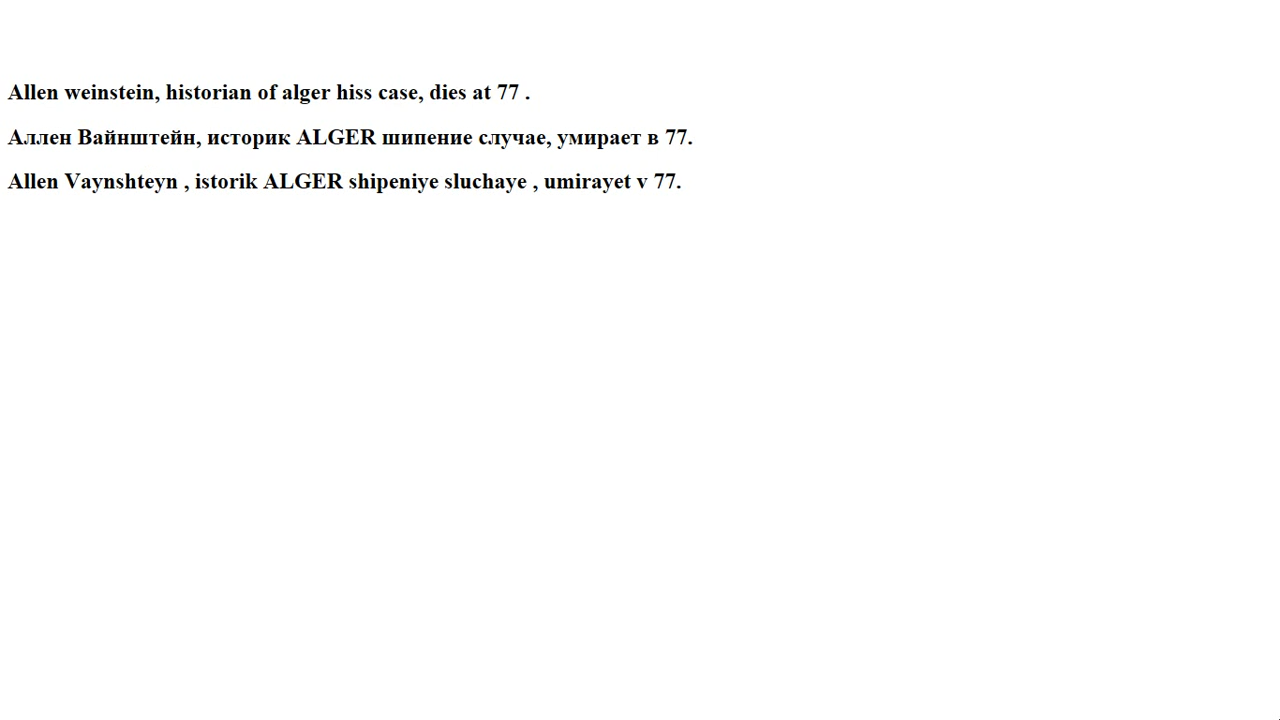 Allen weinstein, historian of alger hiss case, dies at 77 .
Аллен Вайнштейн, историк ALGER шипение случае, умирает в 77.
Allen Vaynshteyn , istorik ALGER shipeniye sluchaye , umirayet v 77.